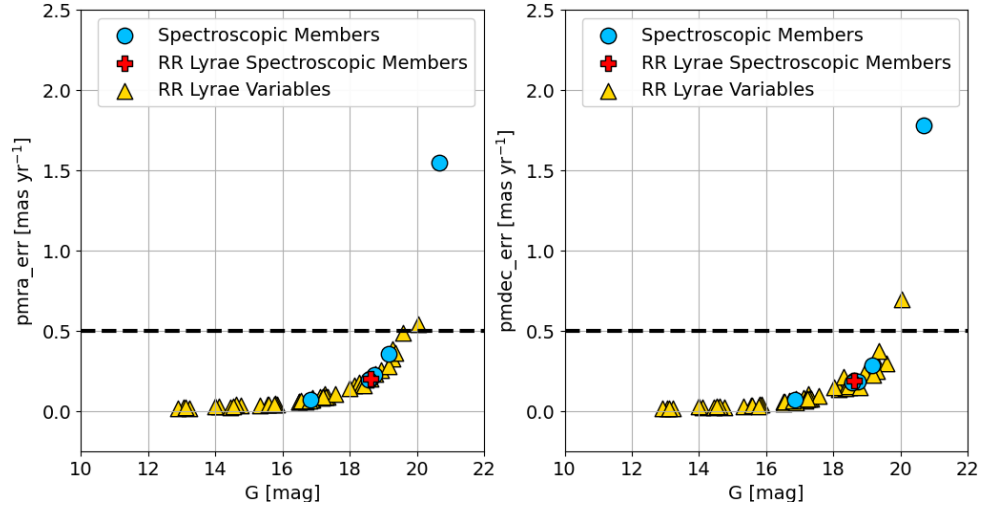 Spectroscopic Members
RR Lyrae Spectroscopic Members
RR Lyrae Variables
pmra_err [mas yr⁻¹]
2.5
2.0
1.5
1.0
0.5
0.0
10 12 14 16 18 20 22
G [mag]
Spectroscopic Members
RR Lyrae Spectroscopic Members
RR Lyrae Variables
pmdec_err [mas yr⁻¹]
2.5
2.0
1.5
1.0
0.5
0.0
10 12 14 16 18 20 22
G [mag]